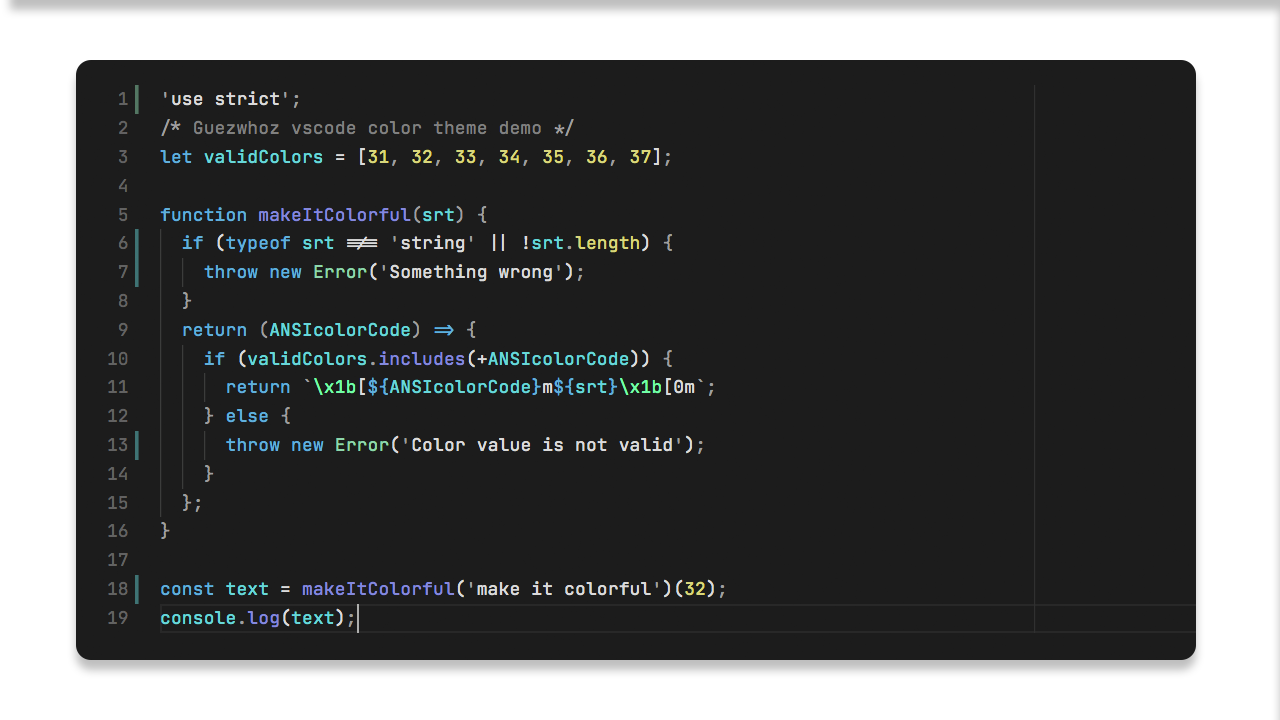 1 'use strict';
2 /* Guezwhoz vscode color theme demo */
3 let validColors = [31, 32, 33, 34, 35, 36, 37];
4
5 function makeItColorful(srt) {
6   if (typeof srt !== 'string' || !srt.length) {
7     throw new Error('Something wrong');
8   }
9   return (ANSIcolorCode) => {
10     if (validColors.includes(+ANSIcolorCode)) {
11       return `\x1b[${ANSIcolorCode}m${srt}\x1b[0m`;
12     } else {
13       throw new Error('Color value is not valid');
14     }
15   };
16 }
17
18 const text = makeItColorful('make it colorful')(32);
19 console.log(text);